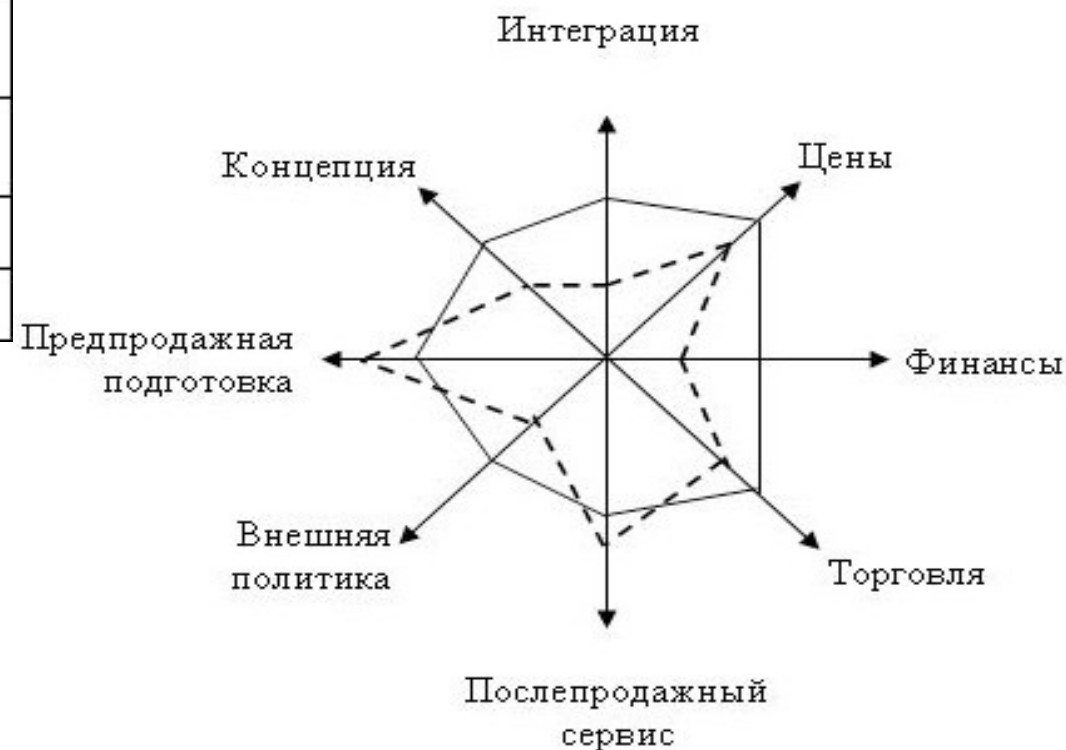 Интеграция
Концепция
Цены
Предпродажная
подготовка
Финансы
Внешняя
политика
Торговля
Послепродажный
сервис